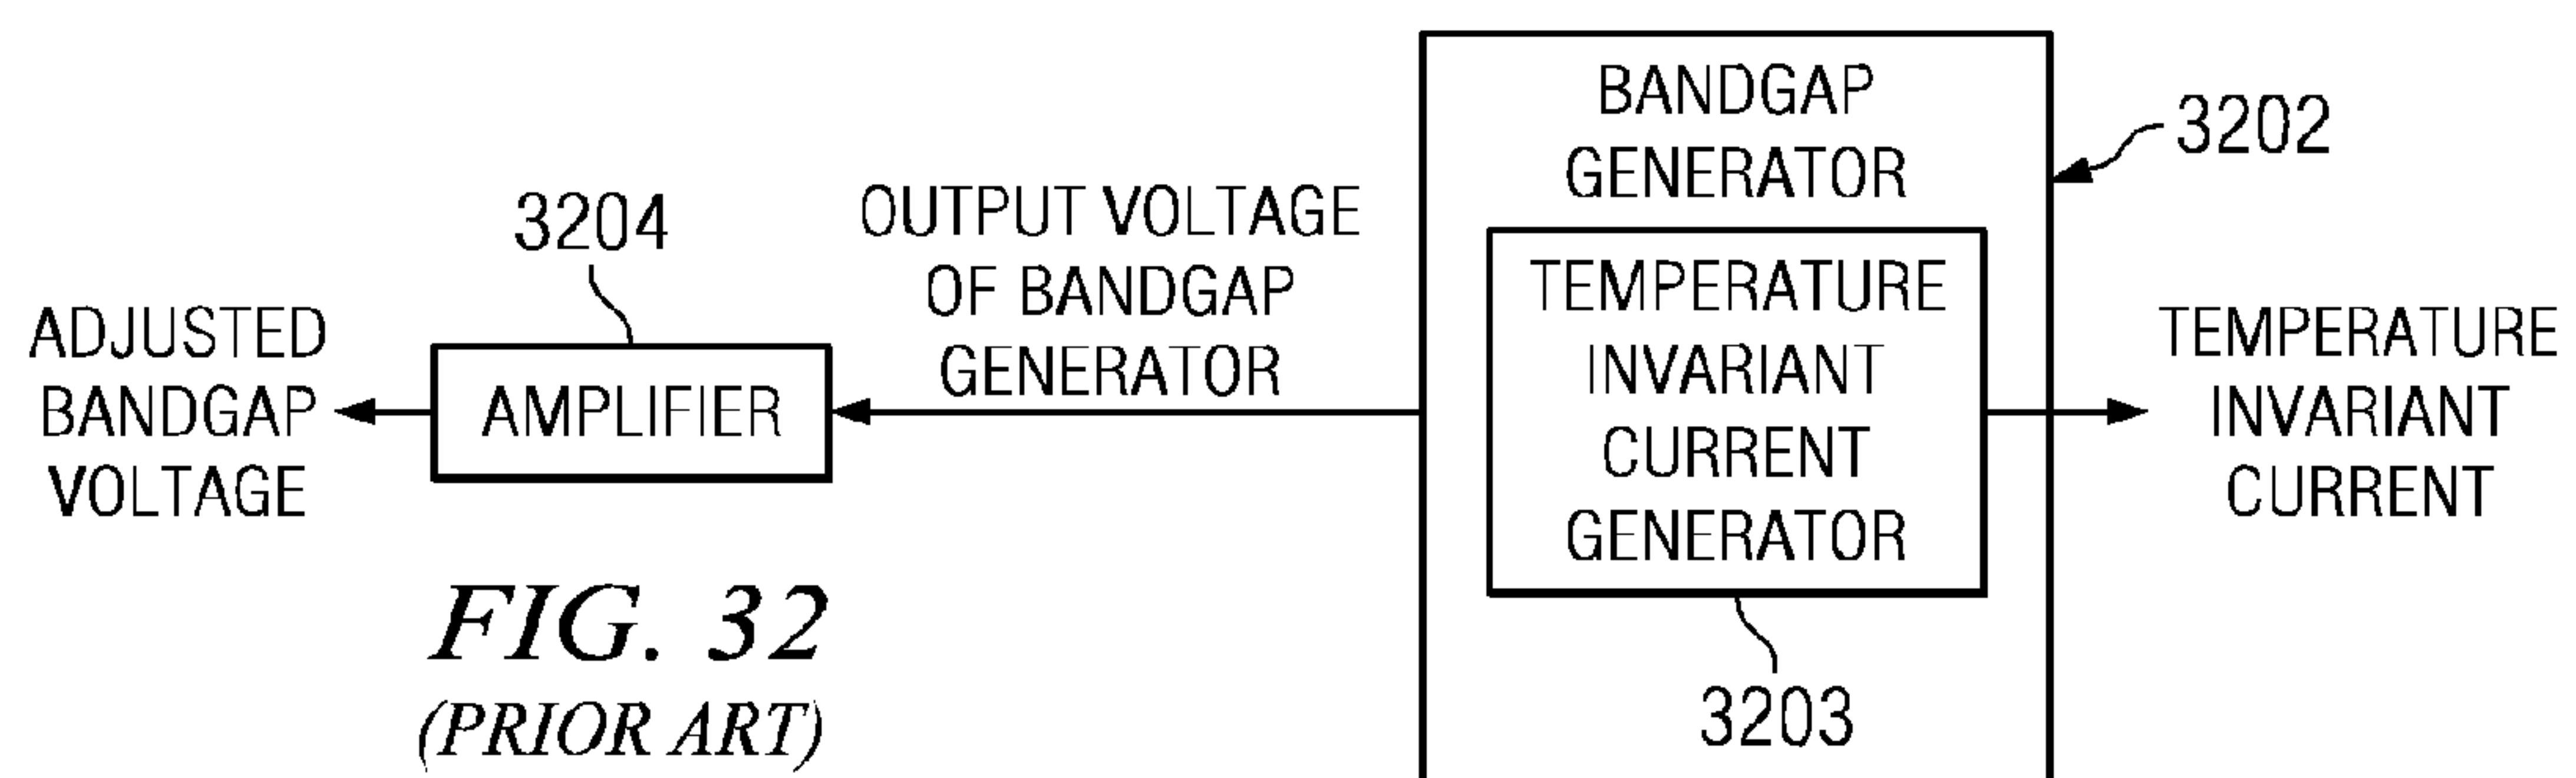 ADJUSTED
BANDGAP
VOLTAGE
3204
AMPLIFIER
OUTPUT VOLTAGE
OF BANDGAP
GENERATOR
BANDGAP
GENERATOR
3202
TEMPERATURE
INVARIANT
CURRENT
GENERATOR
3203
TEMPERATURE
INVARIANT
CURRENT
FIG. 32
(PRIOR ART)